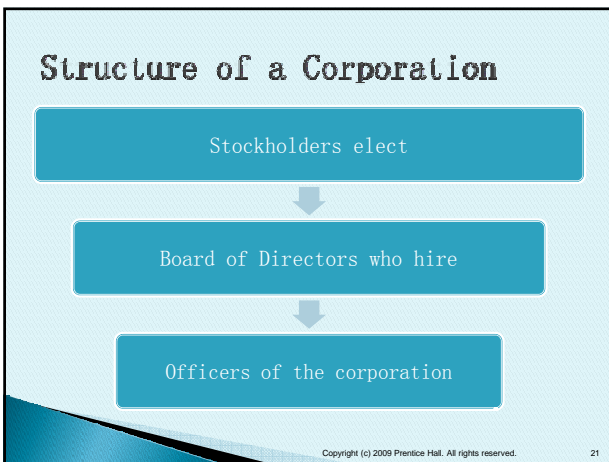 Structure of a Corporation
Stockholders elect
Board of Directors who hire
Officers of the corporation
Copyright (c) 2009 Prentice Hall. All rights reserved. 21